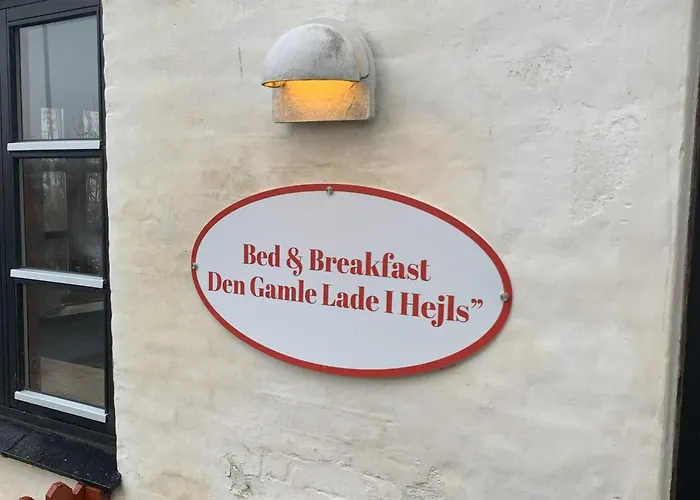 Bed & Breakfast
Den Gamle Lade I Hejls”